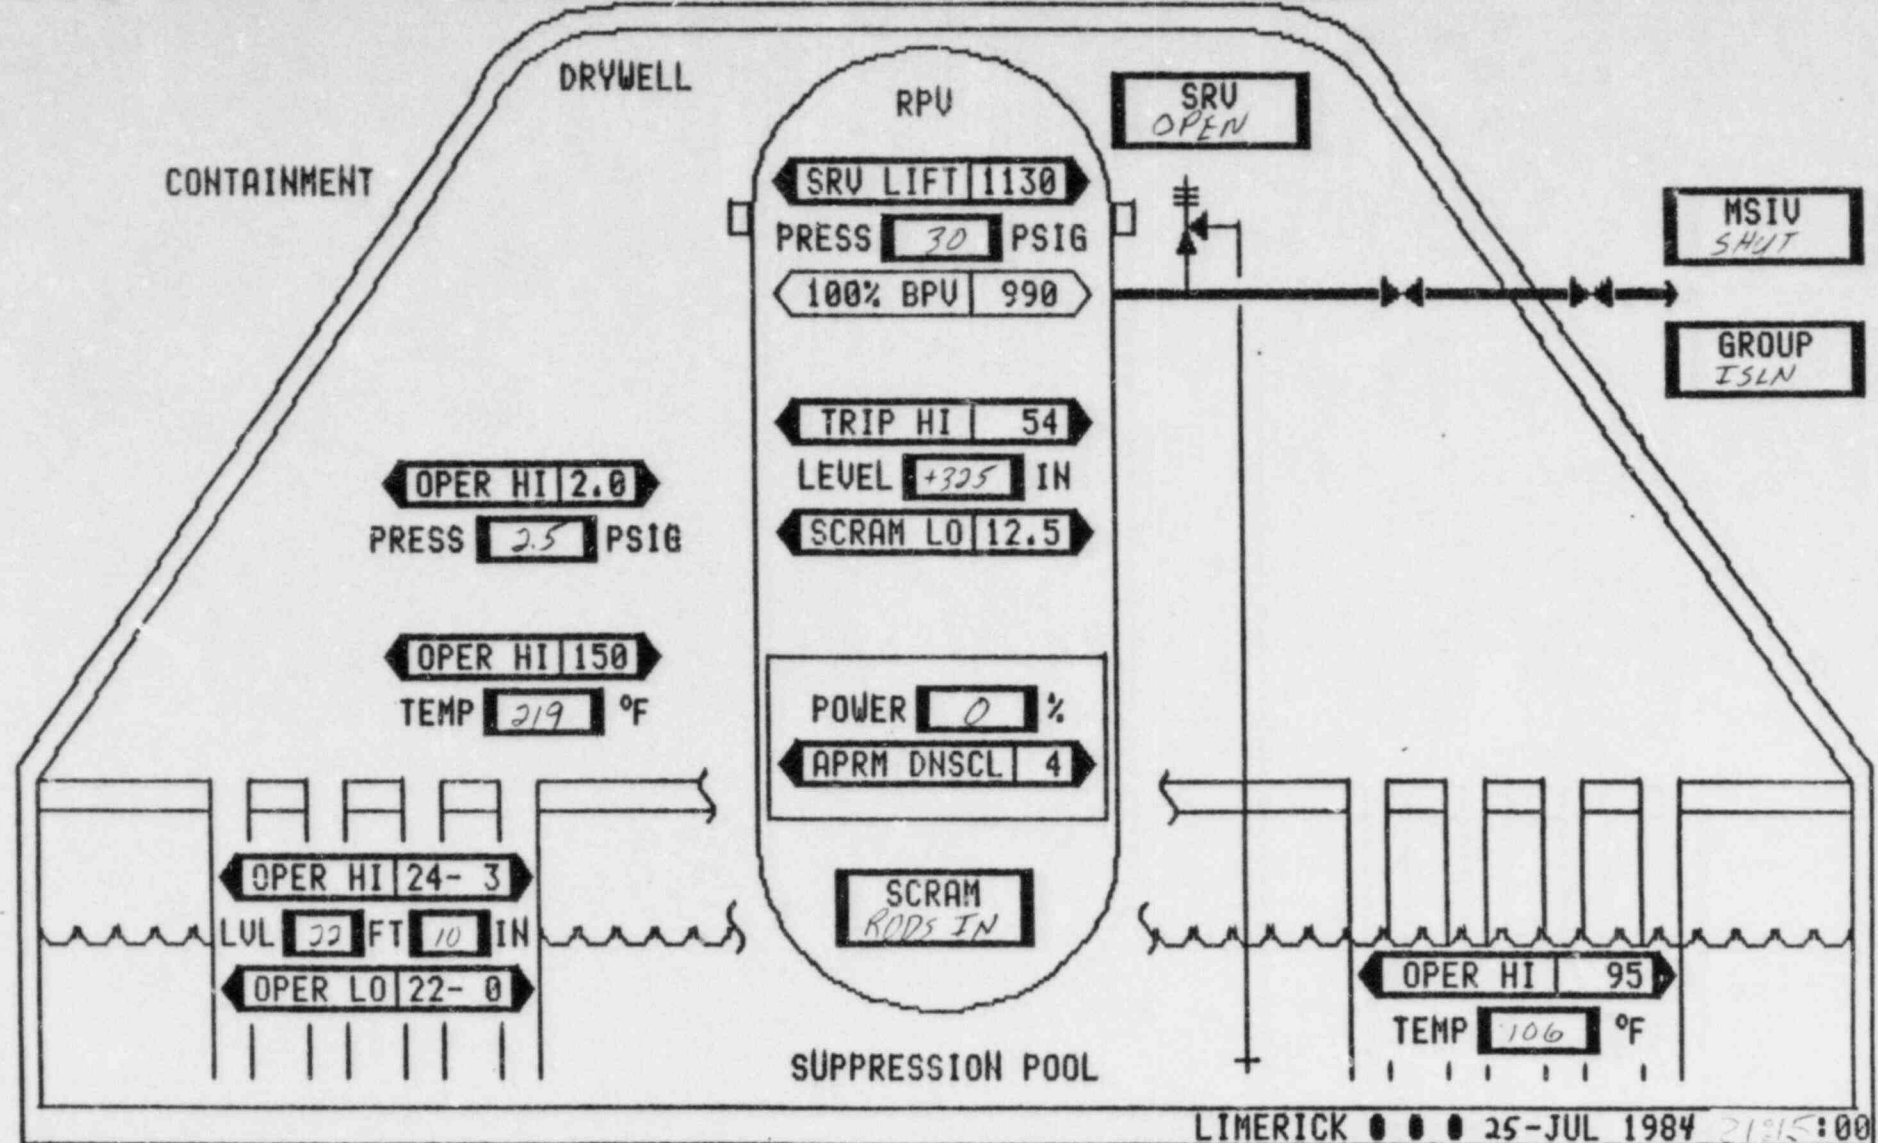 DRYWELL
RPV
SRV
OPEN
CONTAINMENT
SRV LIFT 1130
PRESS 30 PSIG
100% BPV 990
MSIV
SHUT
GROUP
ISLN
TRIP HI 54
LEVEL +325 IN
SCRAM LO 12.5
OPER HI 2.0
PRESS 2.5 PSIG
OPER HI 150
TEMP 219 °F
POWER 0 %
APRM DNSCL 4
OPER HI 24- 3
LVL 22 FT 10 IN
OPER LO 22- 0
SCRAM
RODS IN
OPER HI 95
TEMP 106 °F
SUPPRESSION POOL
LIMERICK 25-JUL 1984 21:15:00